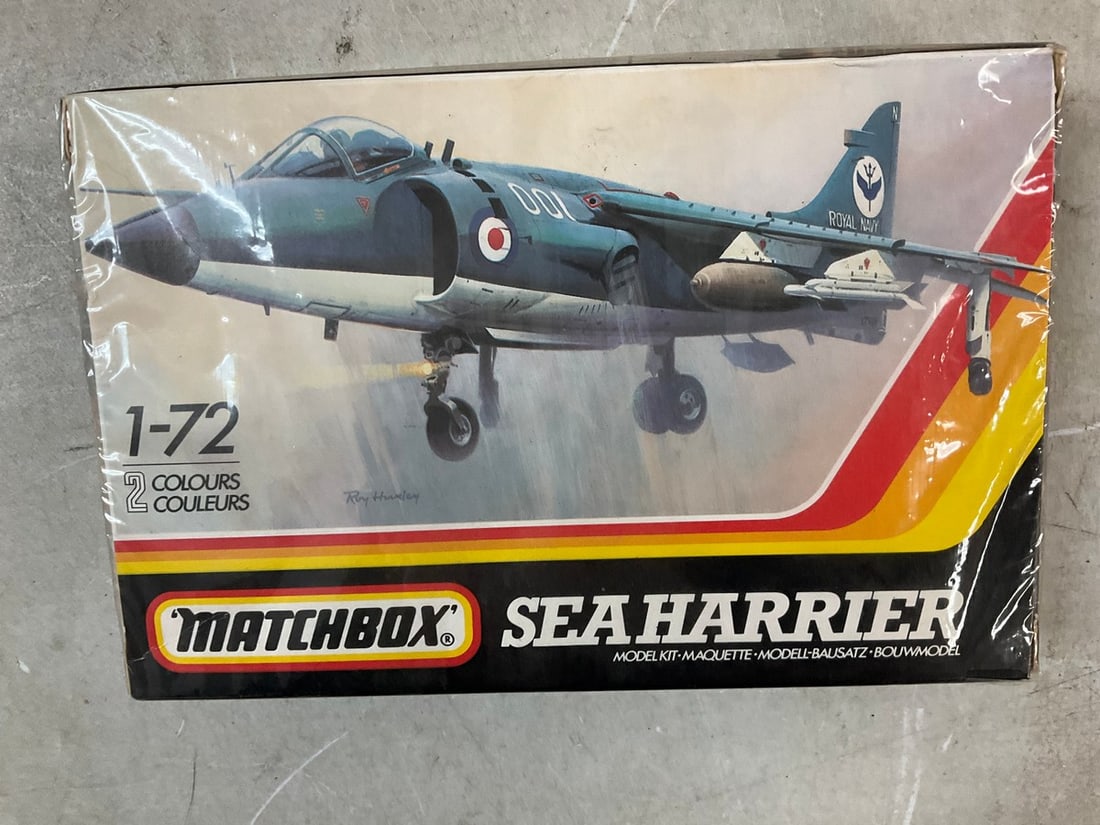 N
001
ROYAL NAVY
1-72
2 COLOURS
COULEURS
Roy Huxley
'MATCHBOX'®
SEA HARRIER
MODEL KIT • MAQUETTE • MODELL-BAUSATZ • BOUWMODEL